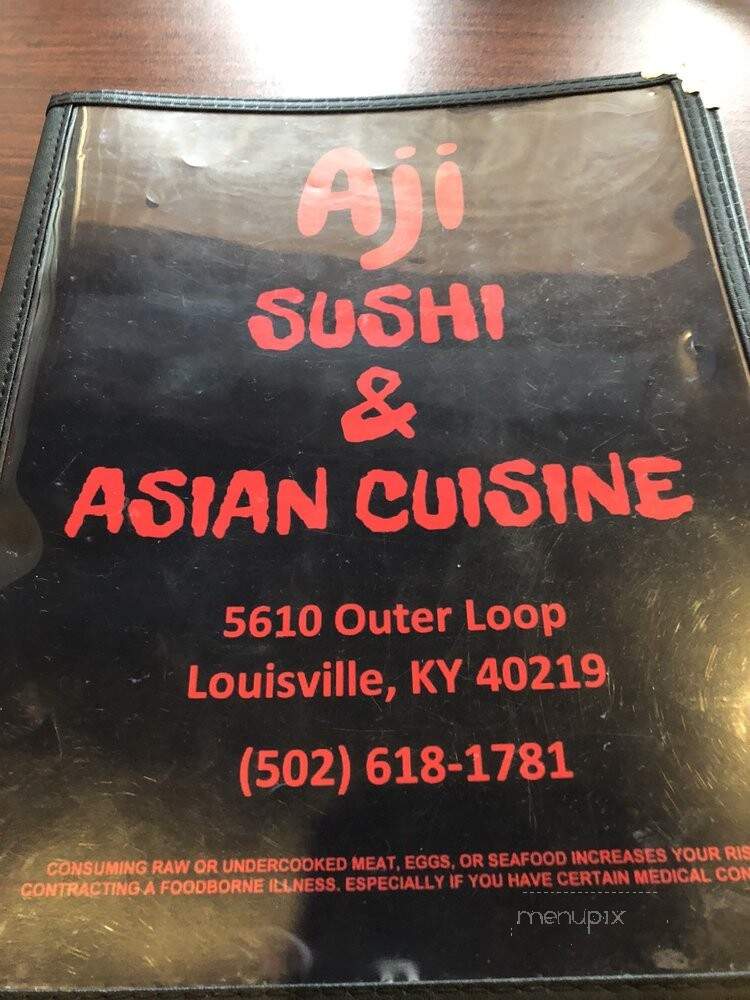 Aji
SUSHI
&
ASIAN CUISINE
5610 Outer Loop
Louisville, KY 40219
(502) 618-1781
CONSUMING RAW OR UNDERCOOKED MEAT, EGGS, OR SEAFOOD INCREASES YOUR
CONTRACTING A FOODBORNE ILLNESS. ESPECIALLY IF YOU HAVE CERTAIN MEDICAL
menupix